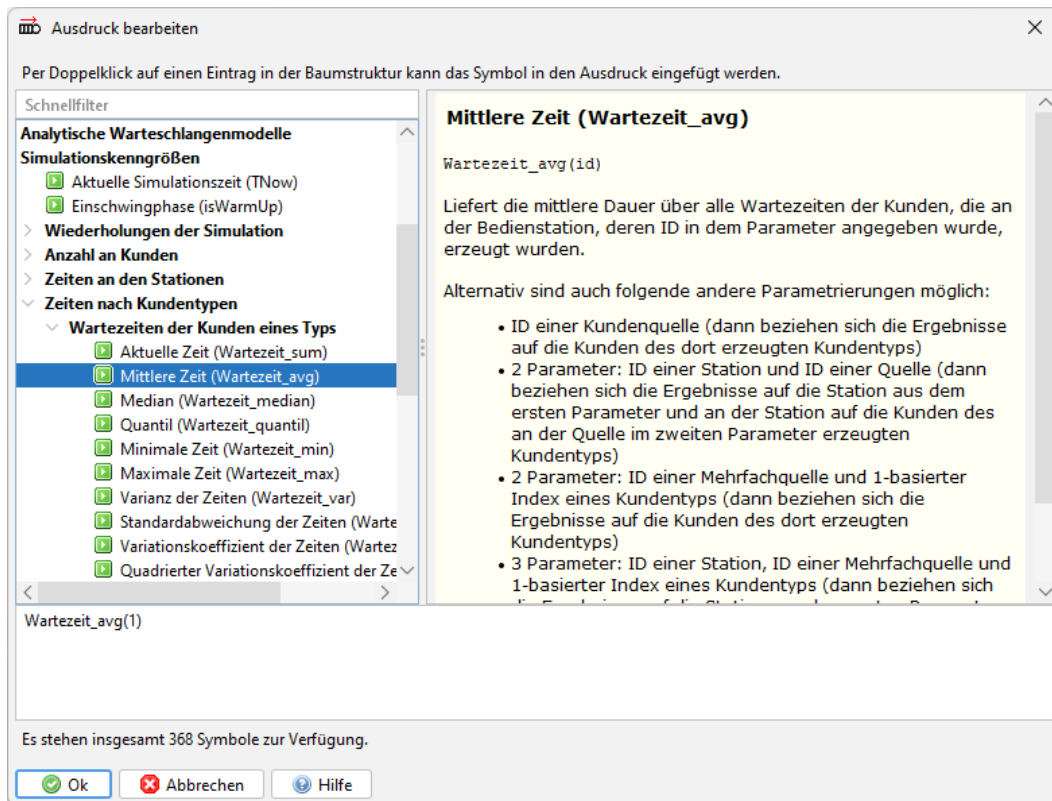 Ausdruck bearbeiten
Per Doppelklick auf einen Eintrag in der Baumstruktur kann das Symbol in den Ausdruck eingefügt werden.
Schnellfilter
Analytische Warteschlangenmodelle
Simulationskenngrößen
Aktuelle Simulationszeit (TNow)
Einschwingphase (isWarmUp)
Wiederholungen der Simulation
Anzahl an Kunden
Zeiten an den Stationen
Zeiten nach Kundentypen
Wartezeiten der Kunden eines Typs
Aktuelle Zeit (Wartezeit_sum)
Mittlere Zeit (Wartezeit_avg)
Median (Wartezeit_median)
Quantil (Wartezeit_quantil)
Minimale Zeit (Wartezeit_min)
Maximale Zeit (Wartezeit_max)
Varianz der Zeiten (Wartezeit_var)
Standardabweichung der Zeiten (Warte
Variationskoeffizient der Zeiten (Wartez
Quadrierter Variationskoeffizient der Ze
Mittlere Zeit (Wartezeit_avg)
Wartezeit_avg(id)
Liefert die mittlere Dauer über alle Wartezeiten der Kunden, die an
der Bedienstation, deren ID in dem Parameter angegeben wurde,
erzeugt wurden.
Alternativ sind auch folgende andere Parametrierungen möglich:
• ID einer Kundenquelle (dann beziehen sich die Ergebnisse
auf die Kunden des dort erzeugten Kundentyps)
• 2 Parameter: ID einer Station und ID einer Quelle (dann
beziehen sich die Ergebnisse auf die Station aus dem
ersten Parameter und an der Station auf die Kunden des
an der Quelle im zweiten Parameter erzeugten
Kundentyps)
• 2 Parameter: ID einer Mehrfachquelle und 1-basierter
Index eines Kundentyps (dann beziehen sich die
Ergebnisse auf die Kunden des dort erzeugten
Kundentyps)
• 3 Parameter: ID einer Station, ID einer Mehrfachquelle und
1-basierter Index eines Kundentyps (dann beziehen sich
Wartezeit_avg(1)
Es stehen insgesamt 368 Symbole zur Verfügung.
Ok
Abbrechen
Hilfe